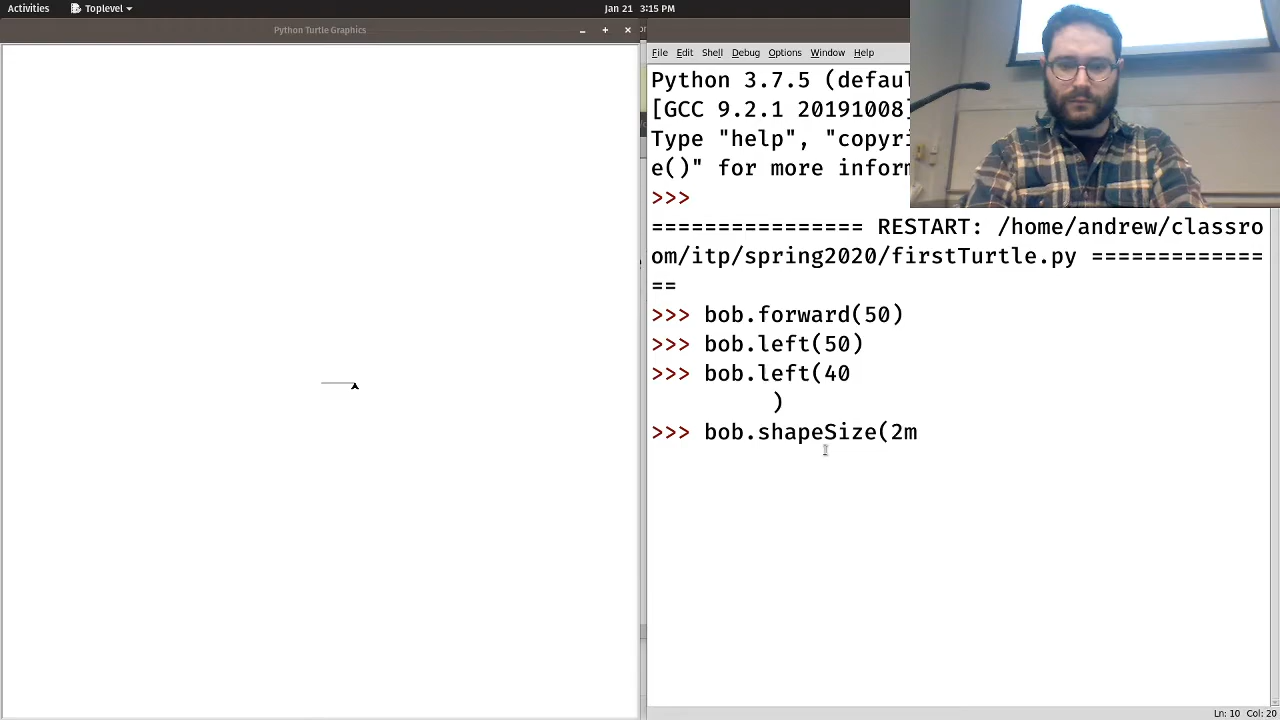 Activities Toplevel Jan 21 3:15 PM
Python Turtle Graphics
File Edit Shell Debug Options Window Help
Python 3.7.5 (defaul
[GCC 9.2.1 20191008]
Type "help", "copyri
e()" for more inform
>>>
================ RESTART: /home/andrew/classro
om/itp/spring2020/firstTurtle.py =============
==
>>> bob.forward(50)
>>> bob.left(50)
>>> bob.left(40
)
>>> bob.shapeSize(2m
Ln: 10 Col: 20